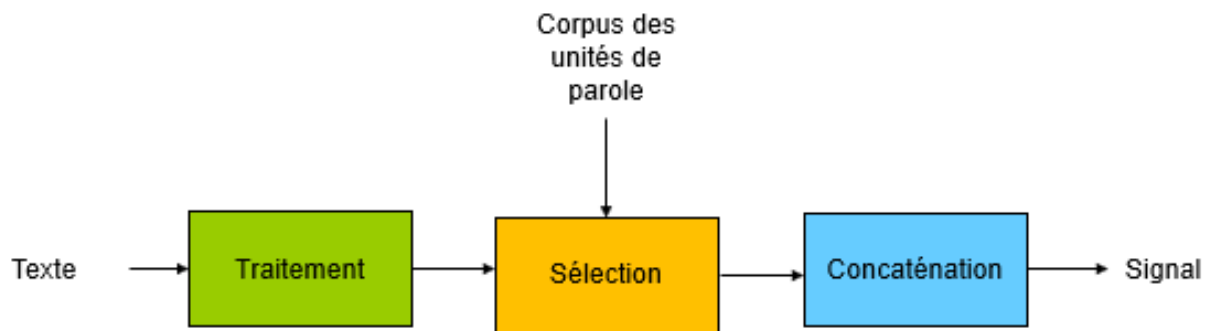 Corpus des
unités de
parole
Texte
Traitement
Sélection
Concaténation
Signal